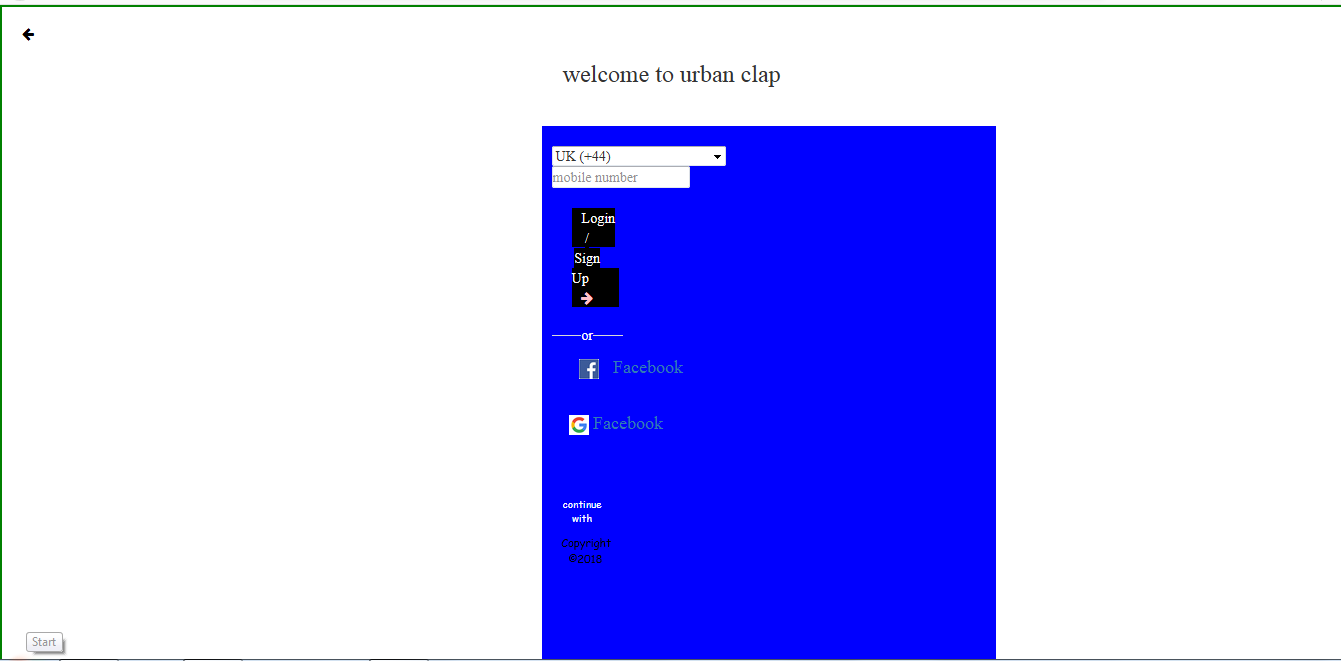 welcome to urban clap
UK (+44)
mobile number
Login
/
Sign
Up
or
Facebook
Facebook
continue
with
Copyright
©2018
Start